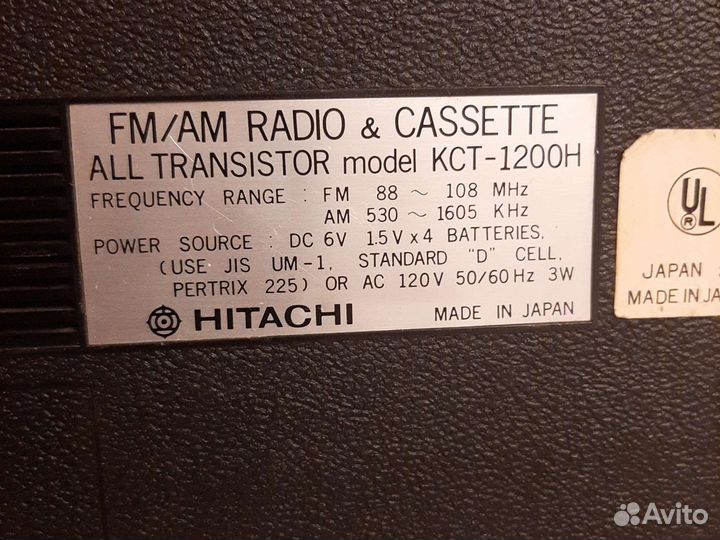 FM/AM RADIO & CASSETTE
ALL TRANSISTOR model KCT-1200H
FREQUENCY RANGE : FM 88 ~ 108 MHz
AM 530 ~ 1605 KHz
POWER SOURCE : DC 6V 1.5V x 4 BATTERIES.
(USE JIS UM-1, STANDARD "D" CELL,
PERTRIX 225) OR AC 120V 50/60Hz 3W
HITACHI MADE IN JAPAN
UL
®
JAPAN
MADE IN JA
Avito